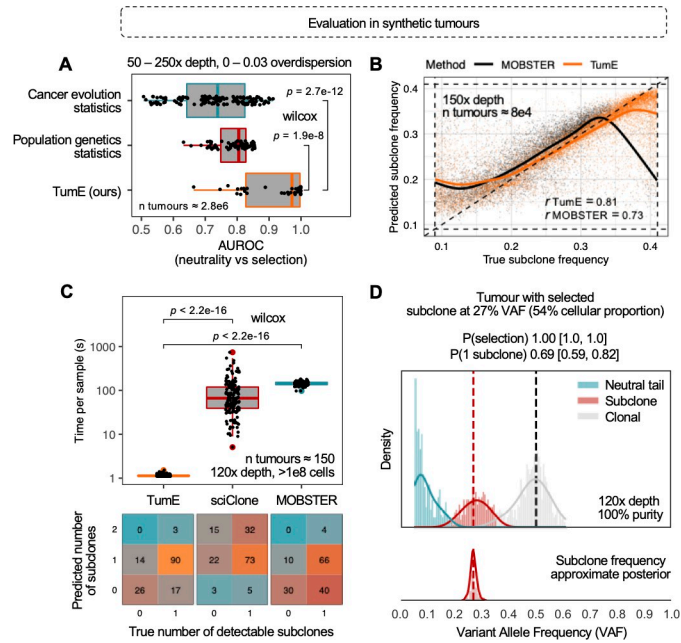 Evaluation in synthetic tumours
A
50 – 250x depth, 0 – 0.03 overdispersion
Cancer evolution
statistics
Population genetics
statistics
TumE (ours)
p = 2.7e-12
wilcox
p = 1.9e-8
n tumours ≈ 2.8e6
0.5 0.6 0.7 0.8 0.9 1.0
AUROC
(neutrality vs selection)
B
Method MOBSTER TumE
Predicted subclone frequency
0.4
0.3
0.2
0.1
150x depth
n tumours ≈ 8e4
r TumE = 0.81
r MOBSTER = 0.73
0.1 0.2 0.3 0.4
True subclone frequency
C
p < 2.2e-16
wilcox
p < 2.2e-16
Time per sample (s)
1000
100
10
1
n tumours ≈ 150
120x depth, >1e8 cells
TumE sciClone MOBSTER
Predicted number
of subclones
2 0 3 15 32 0 4
1 14 90 22 73 10 66
0 26 17 3 5 30 40
0 1 0 1 0 1
True number of detectable subclones
D
Tumour with selected
subclone at 27% VAF (54% cellular proportion)
P(selection) 1.00 [1.0, 1.0]
P(1 subclone) 0.69 [0.59, 0.82]
Density
Neutral tail
Subclone
Clonal
120x depth
100% purity
Subclone frequency
approximate posterior
0.0 0.1 0.2 0.3 0.4 0.5 0.6 0.7 0.8 0.9 1.0
Variant Allele Frequency (VAF)